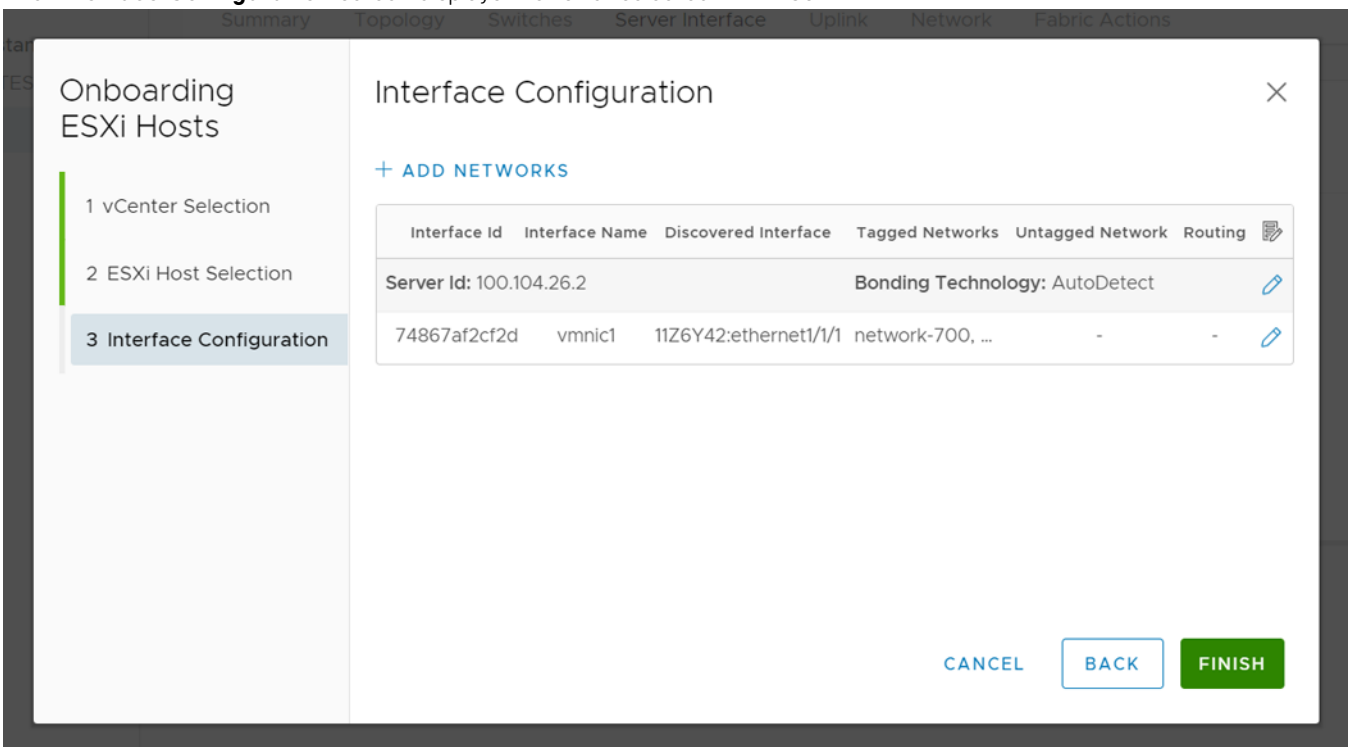 Summary Topology Switches Server Interface Uplink Network Fabric Actions
Onboarding
ESXi Hosts
1 vCenter Selection
2 ESXi Host Selection
3 Interface Configuration
Interface Configuration
+ ADD NETWORKS
Interface Id Interface Name Discovered Interface Tagged Networks Untagged Network Routing
Server Id: 100.104.26.2 Bonding Technology: AutoDetect
74867af2cf2d vmnic1 11Z6Y42:ethernet1/1/1 network-700, ... - -
CANCEL BACK FINISH